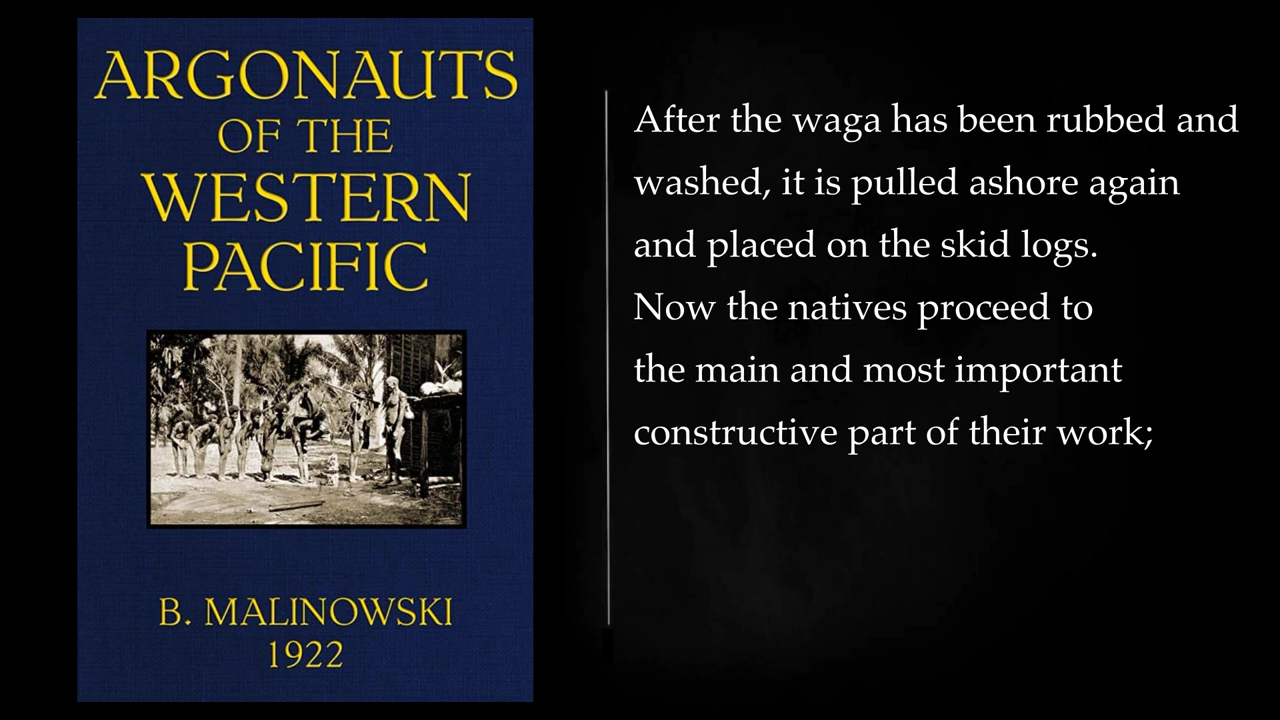 ARGONAUTS
OF THE
WESTERN
PACIFIC
B. MALINOWSKI
1922
After the waga has been rubbed and
washed, it is pulled ashore again
and placed on the skid logs.
Now the natives proceed to
the main and most important
constructive part of their work;